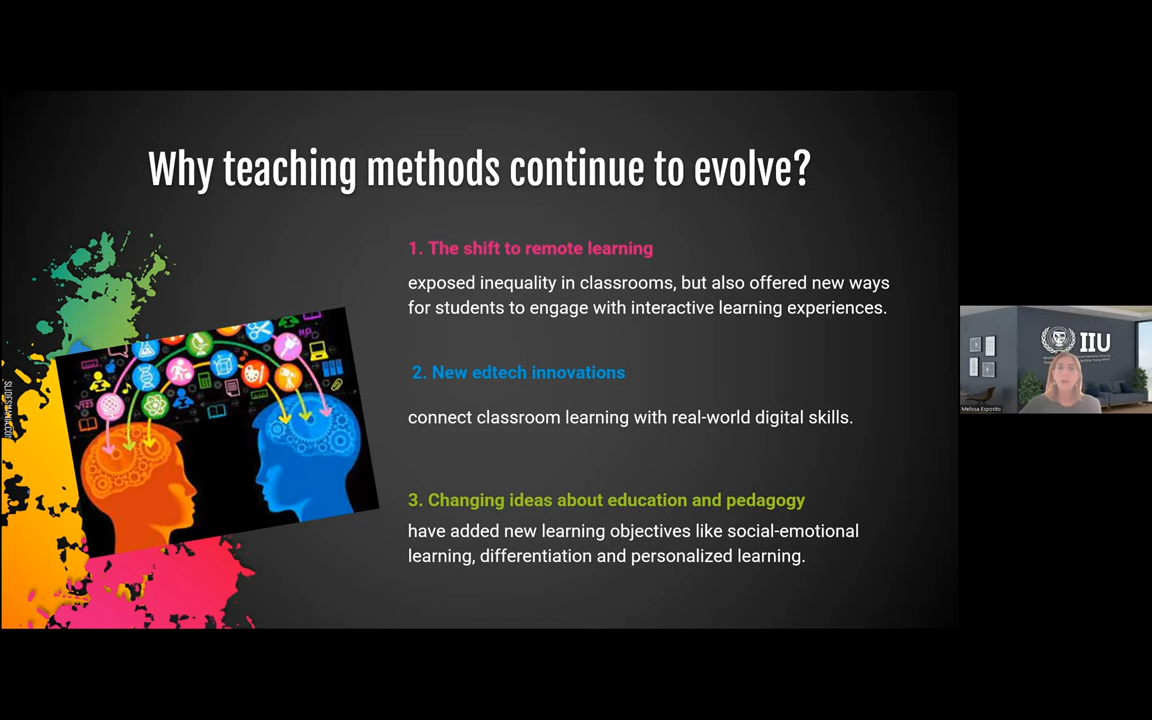 Why teaching methods continue to evolve?
1. The shift to remote learning
exposed inequality in classrooms, but also offered new ways
for students to engage with interactive learning experiences.
2. New edtech innovations
connect classroom learning with real-world digital skills.
3. Changing ideas about education and pedagogy
have added new learning objectives like social-emotional
learning, differentiation and personalized learning.
IIU
Melissa Esposito